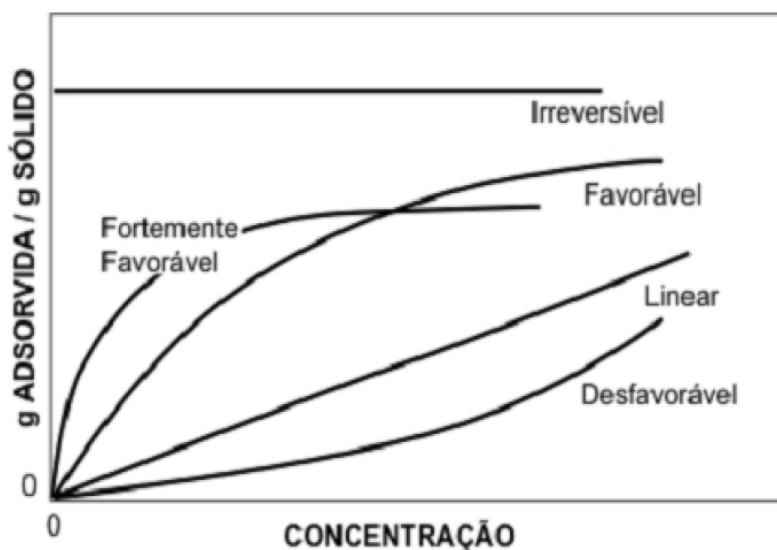 g ADSORVIDA / g SÓLIDO
Irreversível
Favorável
Fortemente
Favorável
Linear
Desfavorável
0
0
CONCENTRAÇÃO